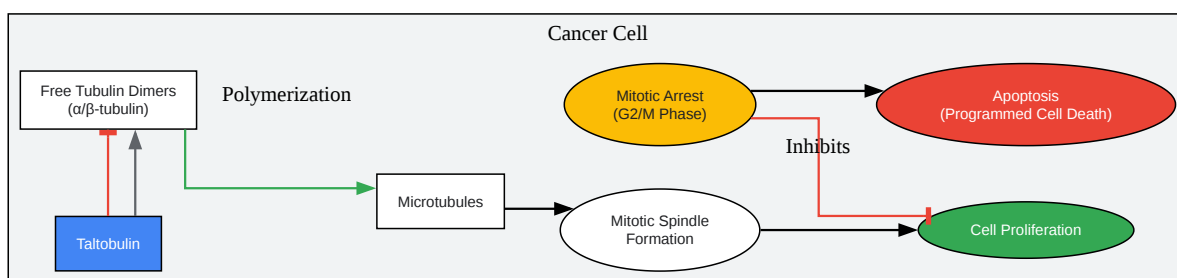 Cancer Cell
Free Tubulin Dimers
(α/β-tubulin)
Polymerization
Mitotic Arrest
(G2/M Phase)
Apoptosis
(Programmed Cell Death)
Inhibits
Microtubules
Mitotic Spindle
Formation
Taltobulin
Cell Proliferation